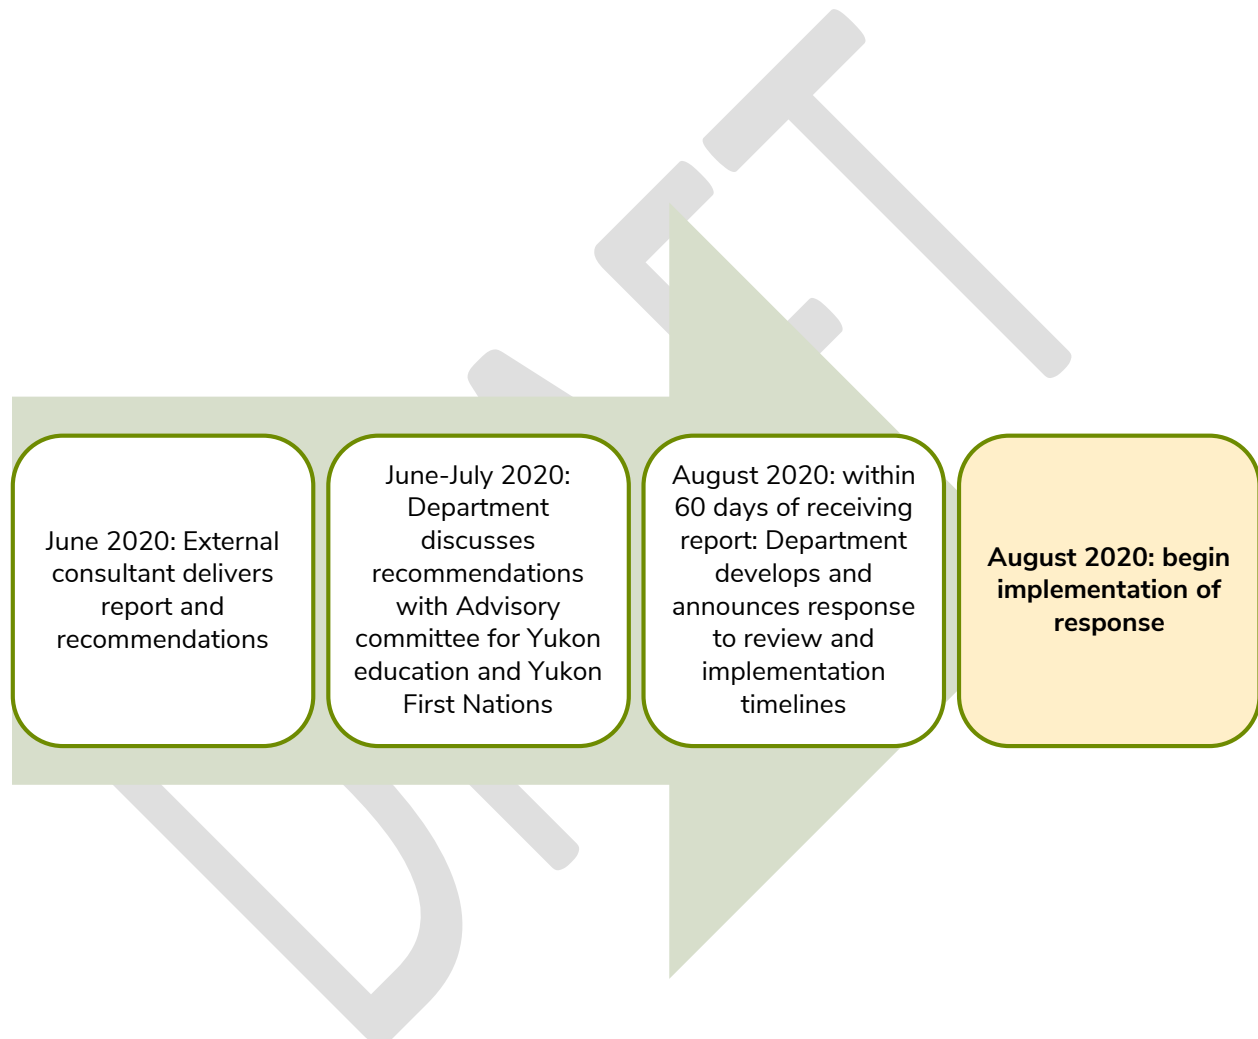 DRAFT
June 2020: External
consultant delivers
report and
recommendations
June-July 2020:
Department
discusses
recommendations
with Advisory
committee for Yukon
education and Yukon
First Nations
August 2020: within
60 days of receiving
report: Department
develops and
announces response
to review and
implementation
timelines
August 2020: begin
implementation of
response